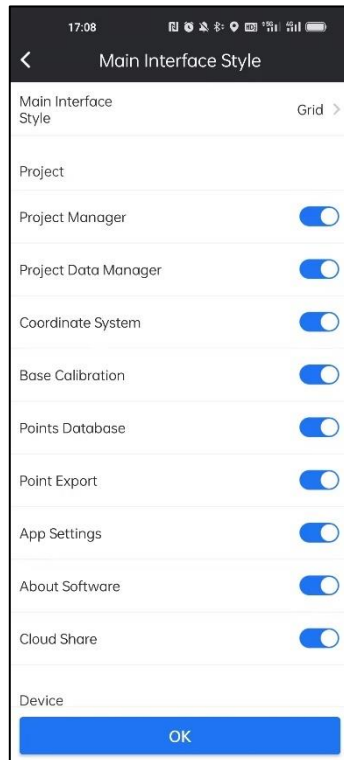 17:08
Main Interface Style
Main Interface
Style
Grid
Project
Project Manager
Project Data Manager
Coordinate System
Base Calibration
Points Database
Point Export
App Settings
About Software
Cloud Share
Device
OK